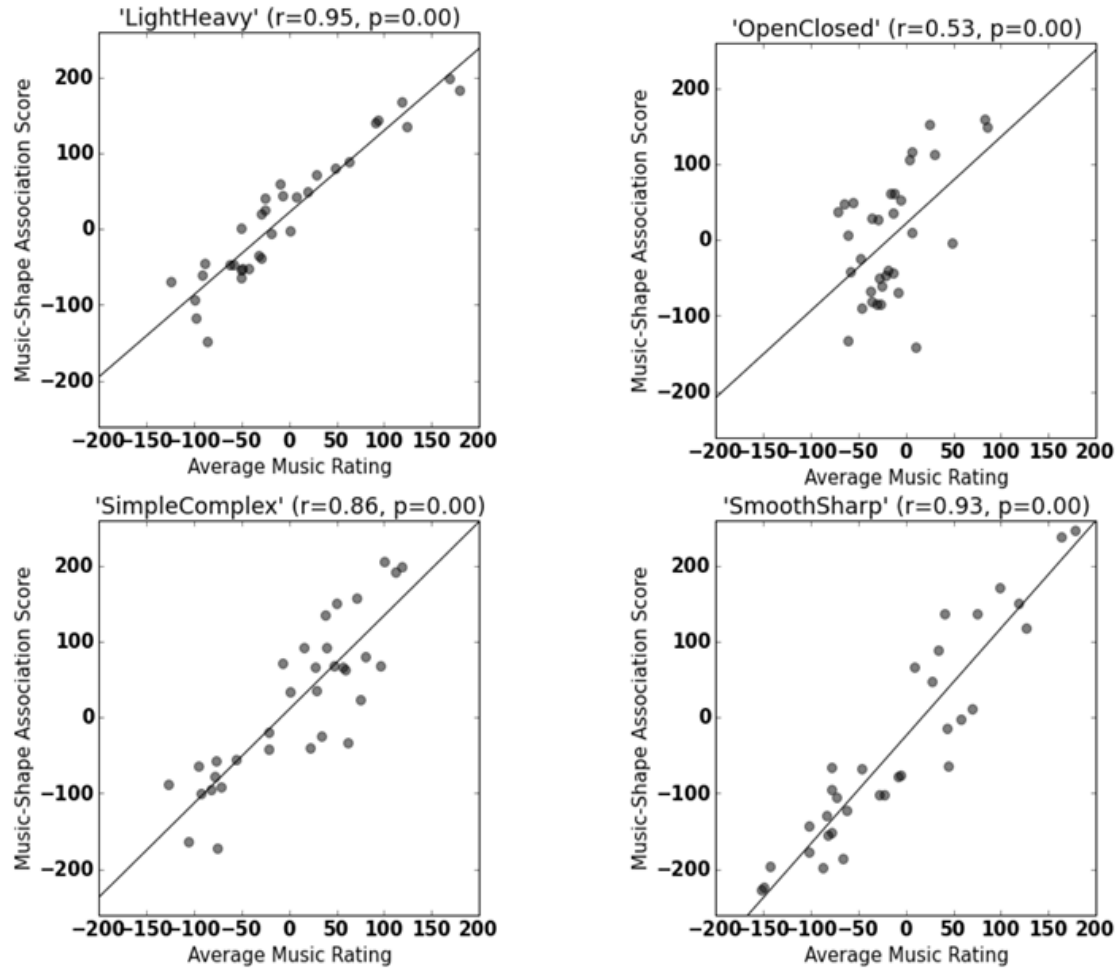 'LightHeavy' (r=0.95, p=0.00)
Music-Shape Association Score
200
100
0
−100
−200
−200−150−100−50 0 50 100 150 200
Average Music Rating
'OpenClosed' (r=0.53, p=0.00)
Music-Shape Association Score
200
100
0
−100
−200
−200−150−100−50 0 50 100 150 200
Average Music Rating
'SimpleComplex' (r=0.86, p=0.00)
Music-Shape Association Score
200
100
0
−100
−200
−200−150−100−50 0 50 100 150 200
Average Music Rating
'SmoothSharp' (r=0.93, p=0.00)
Music-Shape Association Score
200
100
0
−100
−200
−200−150−100−50 0 50 100 150 200
Average Music Rating